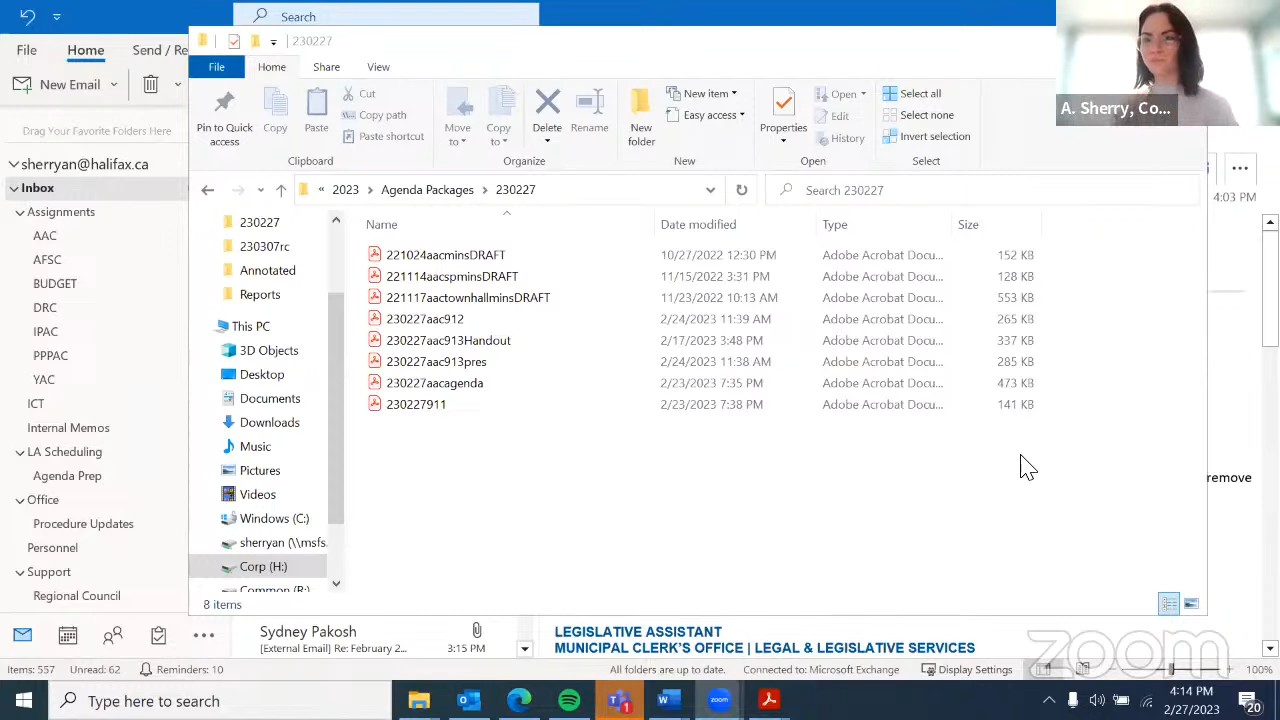 Search
File
Home
Send / Re
New Email
Drag Your Favorite Folders Here
sherryan@halifax.ca
Inbox
Assignments
AAC
AFSC
BUDGET
DRC
IPAC
PPPAC
YAC
ICT
Internal Memos
LA Scheduling
Agenda Prep
Office
Procedure Updates
Personnel
Support
Regional Council
230227
File
Home
Share
View
Pin to Quick access
Copy
Paste
Cut
Copy path
Paste shortcut
Clipboard
Move to
Copy to
Delete
Rename
Organize
New folder
New item
Easy access
New
Properties
Open
Edit
History
Open
Select all
Select none
Invert selection
Select
A. Sherry, Co...
« 2023 > Agenda Packages > 230227
Search 230227
4:03 PM
230227
230307rc
Annotated
Reports
This PC
3D Objects
Desktop
Documents
Downloads
Music
Pictures
Videos
Windows (C:)
sherryan (\\msfs.
Corp (H:)
Common (R:)
Name Date modified Type Size
221024aacminsDRAFT 10/27/2022 12:30 PM Adobe Acrobat Docu... 152 KB
221114aacspminsDRAFT 11/15/2022 3:31 PM Adobe Acrobat Docu... 128 KB
221117aactownhallminsDRAFT 11/23/2022 10:13 AM Adobe Acrobat Docu... 553 KB
230227aac912 2/24/2023 11:39 AM Adobe Acrobat Docu... 265 KB
230227aac913Handout 2/17/2023 3:48 PM Adobe Acrobat Docu... 337 KB
230227aac913pres 2/24/2023 11:38 AM Adobe Acrobat Docu... 285 KB
230227aacagenda 2/23/2023 7:35 PM Adobe Acrobat Docu... 473 KB
230227911 2/23/2023 7:38 PM Adobe Acrobat Docu... 141 KB
remove
8 items
Sydney Pakosh
[External Email] Re: February 2...
3:15 PM
LEGISLATIVE ASSISTANT
MUNICIPAL CLERK'S OFFICE | LEGAL & LEGISLATIVE SERVICES
zoom
Items: 557 Unread: 62 Reminders: 10 All folders are up to date. Connected to: Microsoft Exchange Display Settings 100%
Type here to search
zoom
1
4:14 PM
2/27/2023
20